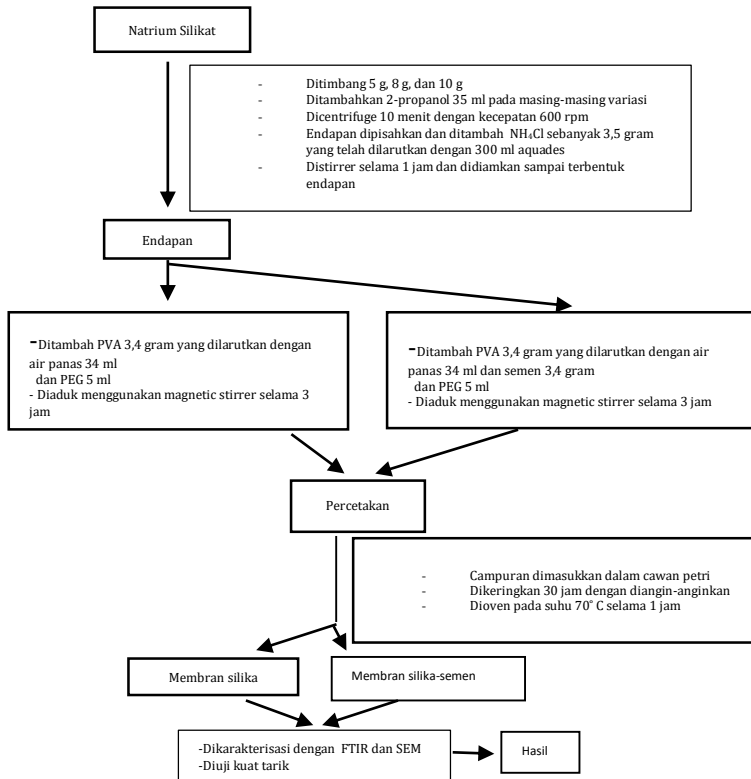 Natrium Silikat
- Ditimbang 5 g, 8 g, dan 10 g
- Ditambahkan 2-propanol 35 ml pada masing-masing variasi
- Dicentrifuge 10 menit dengan kecepatan 600 rpm
- Endapan dipisahkan dan ditambah NH₄Cl sebanyak 3,5 gram
yang telah dilarutkan dengan 300 ml aquades
- Distirrer selama 1 jam dan didiamkan sampai terbentuk
endapan
Endapan
-Ditambah PVA 3,4 gram yang dilarutkan dengan
air panas 34 ml
dan PEG 5 ml
- Diaduk menggunakan magnetic stirrer selama 3
jam
-Ditambah PVA 3,4 gram yang dilarutkan dengan air
panas 34 ml dan semen 3,4 gram
dan PEG 5 ml
- Diaduk menggunakan magnetic stirrer selama 3 jam
Percetakan
- Campuran dimasukkan dalam cawan petri
- Dikeringkan 30 jam dengan diangin-anginkan
- Dioven pada suhu 70° C selama 1 jam
Membran silika
Membran silika-semen
-Dikarakterisasi dengan FTIR dan SEM
-Diuji kuat tarik
Hasil